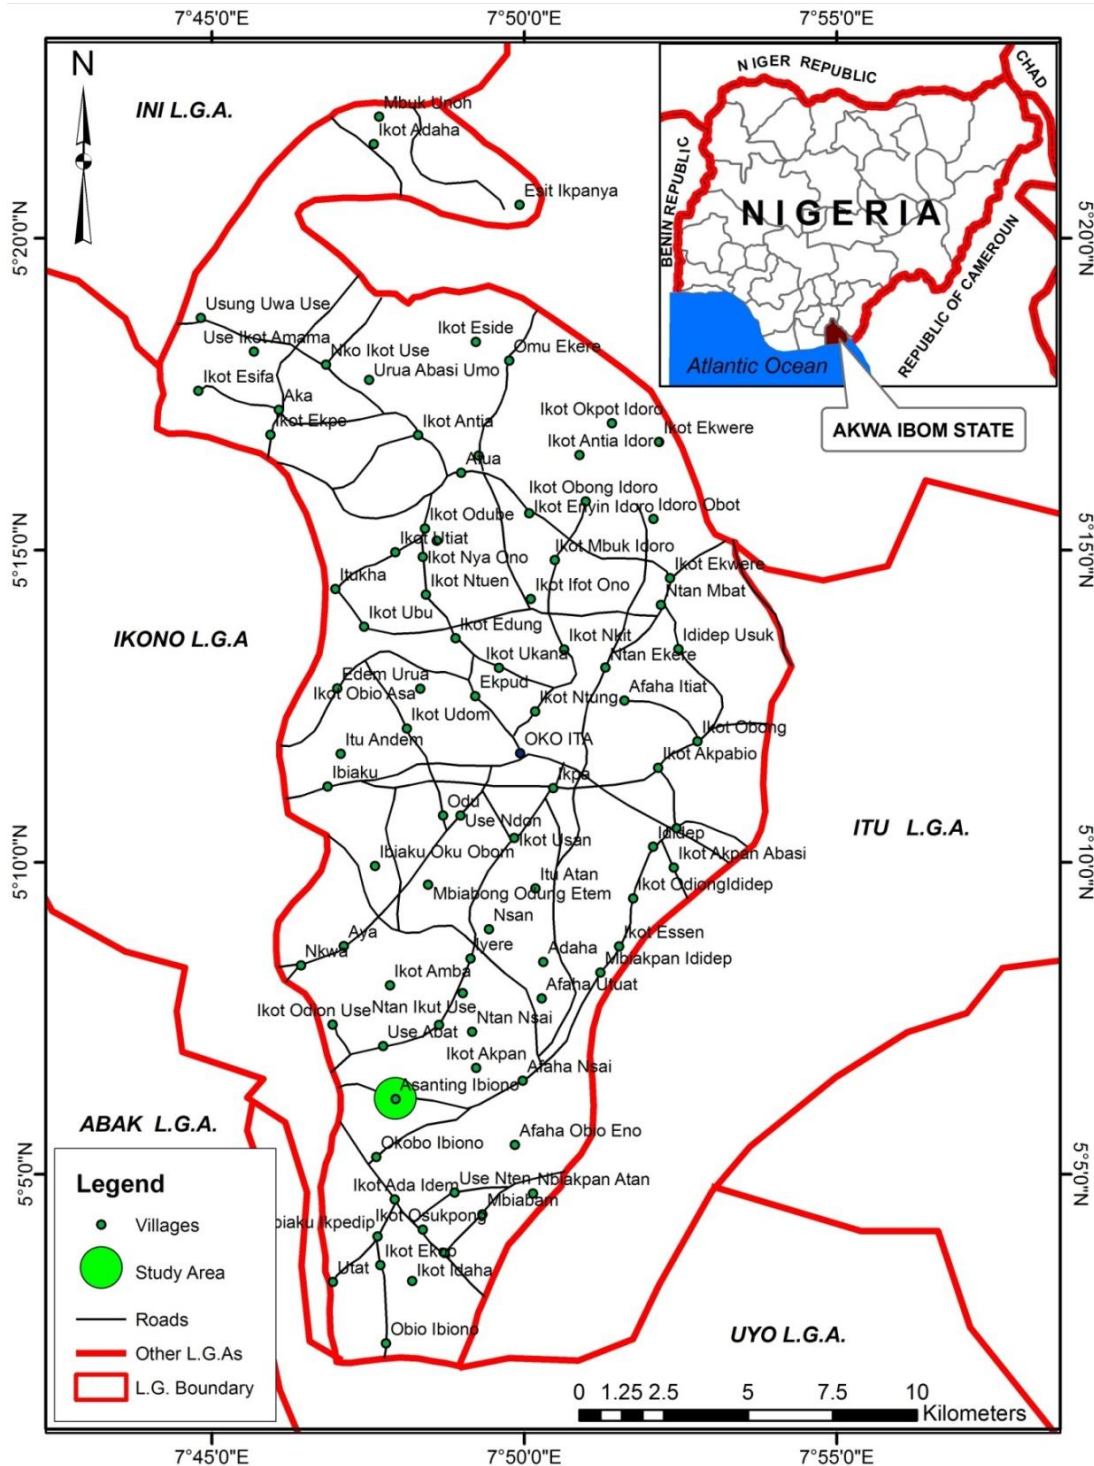 7°45'0"E
7°50'0"E
7°55'0"E
N
INI L.G.A.
Mbuk Unoh
Ikot Adaha
Esit Ikpanya
NIGER REPUBLIC
CHAD
BENIN REPUBLIC
NIGERIA
REPUBLIC OF CAMEROUN
Atlantic Ocean
AKWA IBOM STATE
5°20'0"N
5°20'0"N
Usung Uwa Use
Use Ikot Amama
Ikot Eside
Nko Ikot Use
Omu Ekere
Urua Abasi Umo
Ikot Esifa
Aka
Ikot Ekpe
Ikot Antia
Ikot Okpot Idoro
Ikot Ekwere
Ikot Antia Idoro
Afua
Ikot Obong Idoro
Ikot Enyin Idoro
Idoro Obot
Ikot Odube
Ikot Utiat
5°15'0"N
5°15'0"N
Ikot Nya Ono
Ikot Mbuk Idoro
Ikot Ekwere
Itukha
Ikot Ntuen
Ikot Ifot Ono
Ntan Mbat
Ikot Ubu
Ikot Edung
Ikot Nkit
Ididep Usuk
IKONO L.G.A
Ikot Ukana
Ntan Ekere
Edem Urua
Ekpud
Afaha Itiat
Ikot Obio Asa
Ikot Ntung
Ikot Udom
Ikot Obong
Itu Andem
OKO ITA
Ikot Akpabio
Ibiaku
Ikpa
Odu
Use Ndon
ITU L.G.A.
Ikot Usan
Ididep
Ibiaku Oku Obom
Ikot Akpan Abasi
5°10'0"N
5°10'0"N
Itu Atan
Mbiabong Odung Etem
Ikot Odiong
Ididep
Nsan
Aya
Iyere
Ikot Essen
Nkwa
Adaha
Mbiakpan Ididep
Ikot Amba
Afaha Utuat
Ikot Odion Use
Ntan Ikut Use
Ntan Nsai
Use Abat
Ikot Akpan
Afaha Nsai
Asanting Ibiono
ABAK L.G.A.
Okobo Ibiono
Afaha Obio Eno
5°5'0"N
5°5'0"N
Use Nten
Nbiakpan Atan
Ikot Ada Idem
Mbiabam
Ikot Osukpong
biaku Ikpedip
Ikot Ekop
Utat
Ikot Idaha
Obio Ibiono
UYO L.G.A.
Legend
Villages
Study Area
Roads
Other L.G.As
L.G. Boundary
0 1.25 2.5 5 7.5 10
Kilometers
7°45'0"E
7°50'0"E
7°55'0"E